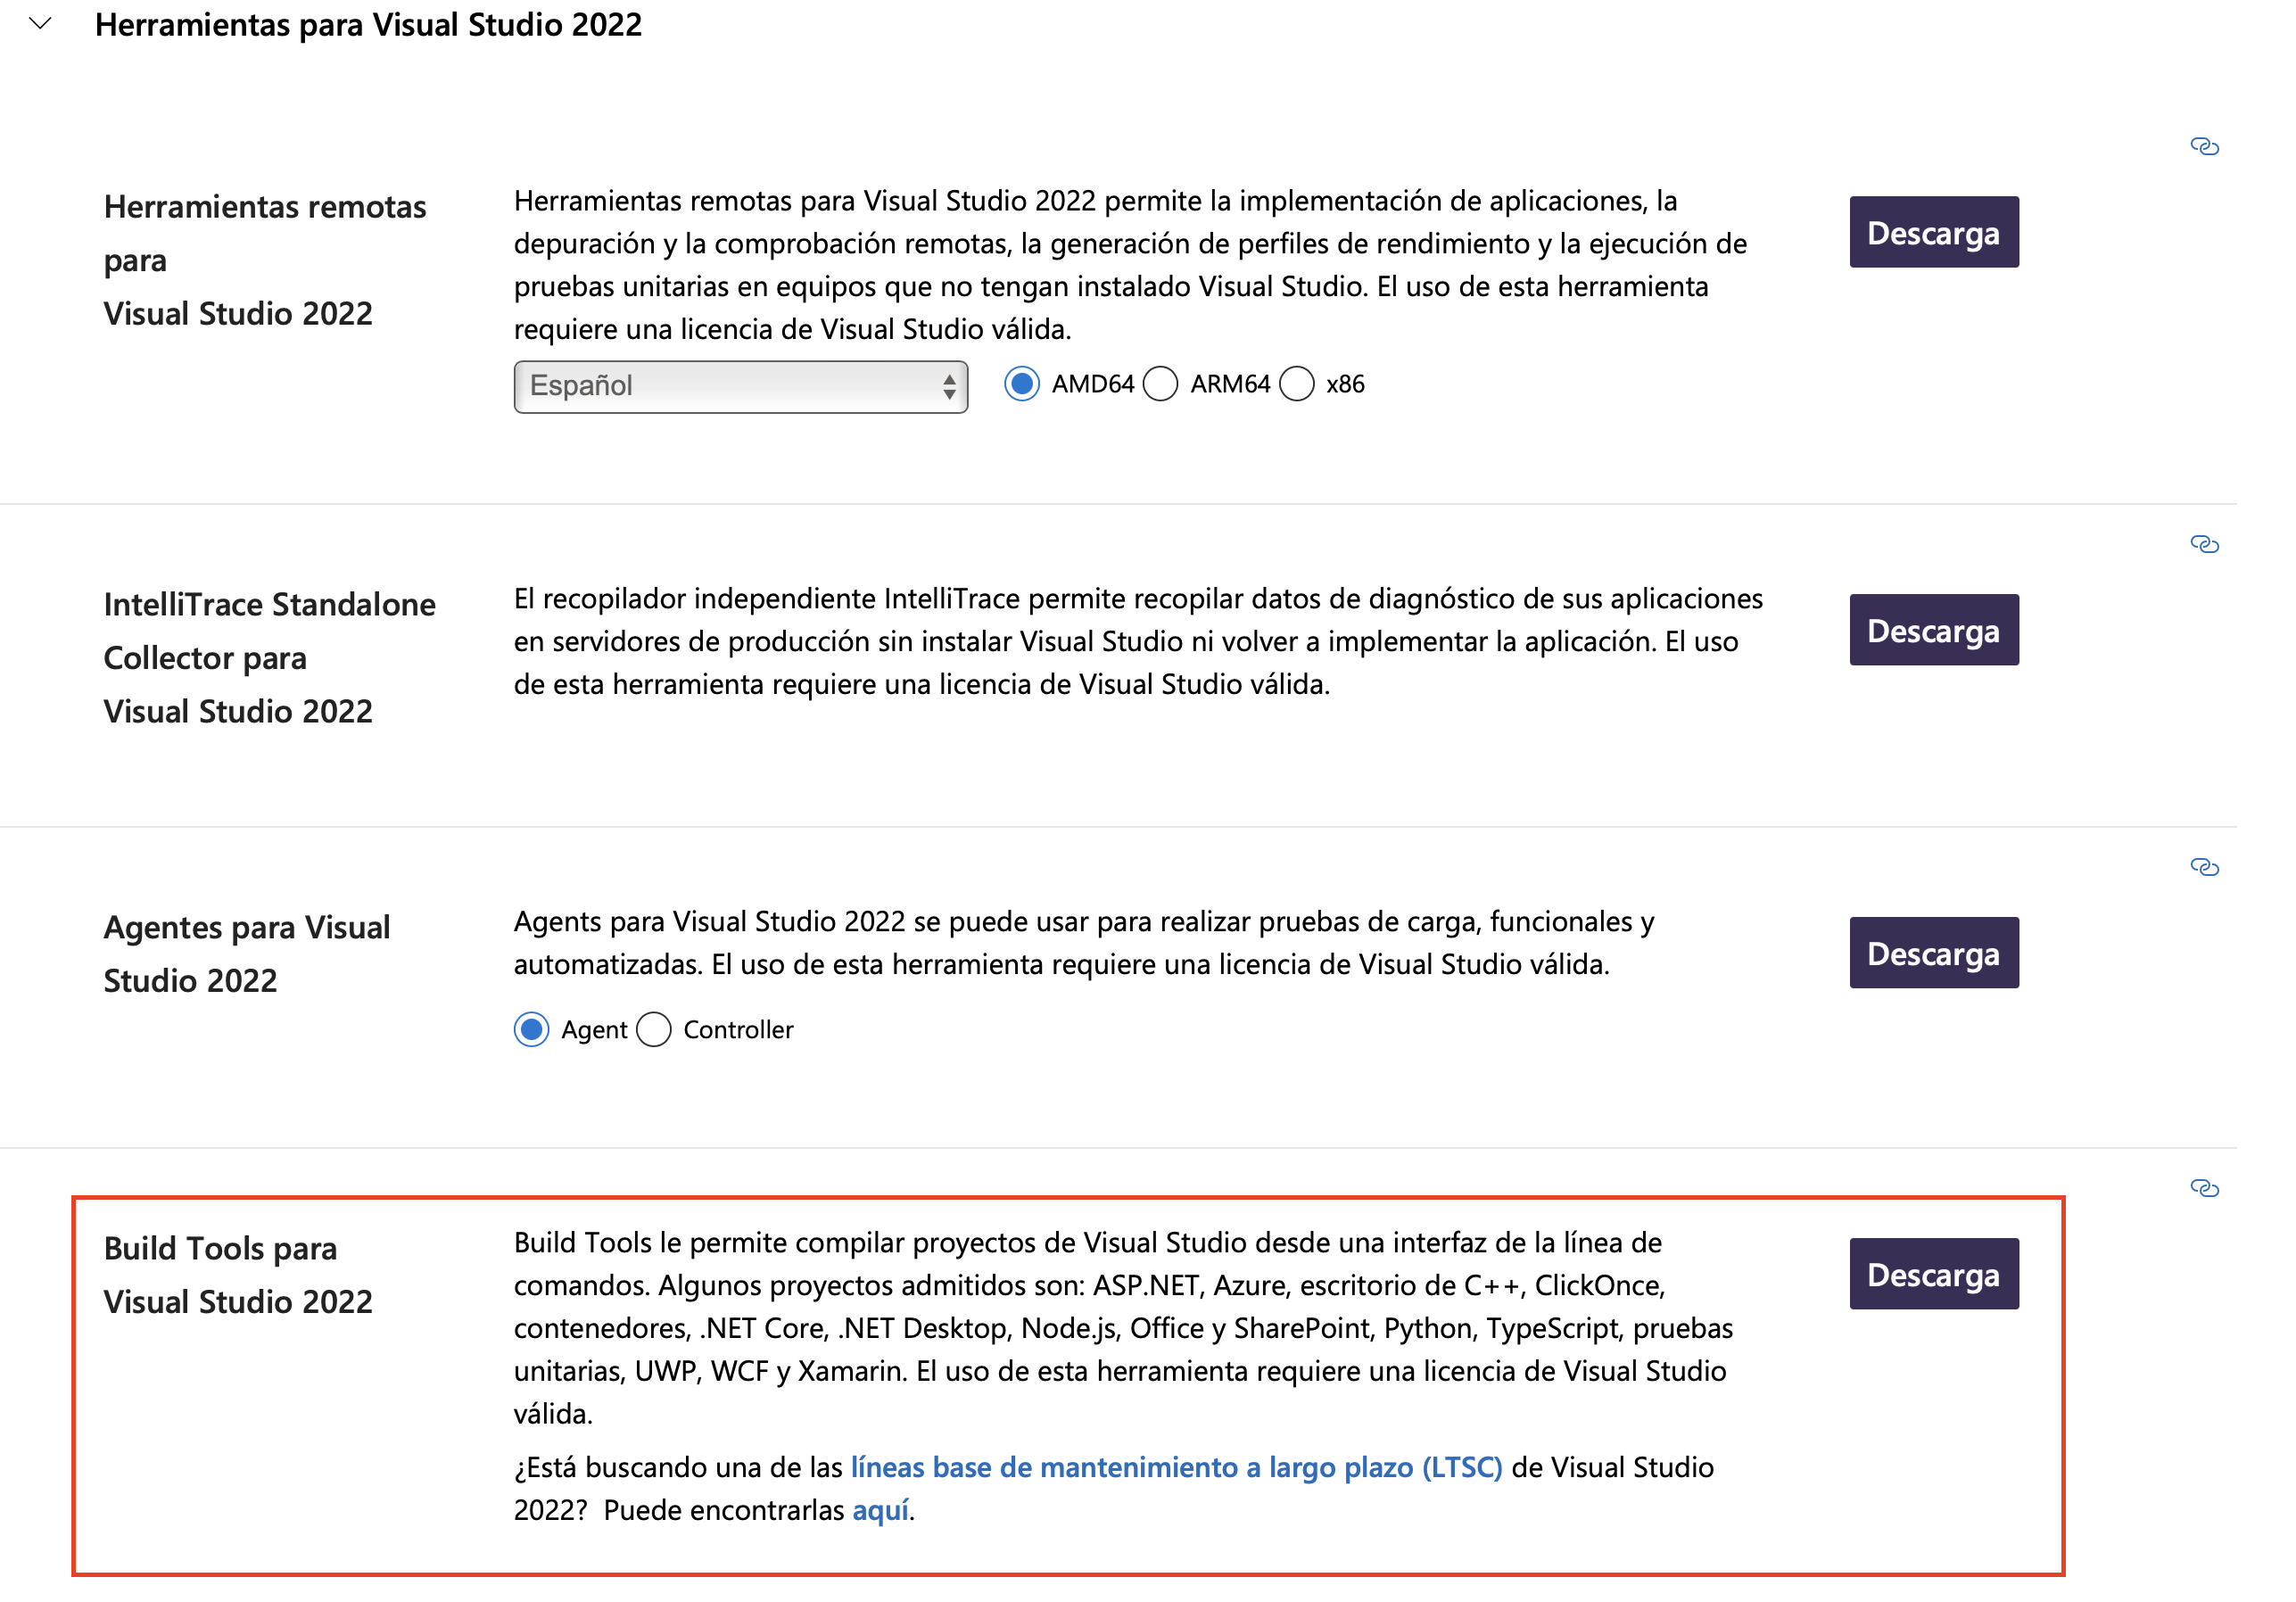 Herramientas para Visual Studio 2022
Herramientas remotas
para
Visual Studio 2022
Herramientas remotas para Visual Studio 2022 permite la implementación de aplicaciones, la
depuración y la comprobación remotas, la generación de perfiles de rendimiento y la ejecución de
pruebas unitarias en equipos que no tengan instalado Visual Studio. El uso de esta herramienta
requiere una licencia de Visual Studio válida.
Español
AMD64 ARM64 x86
Descarga
IntelliTrace Standalone
Collector para
Visual Studio 2022
El recopilador independiente IntelliTrace permite recopilar datos de diagnóstico de sus aplicaciones
en servidores de producción sin instalar Visual Studio ni volver a implementar la aplicación. El uso
de esta herramienta requiere una licencia de Visual Studio válida.
Descarga
Agentes para Visual
Studio 2022
Agents para Visual Studio 2022 se puede usar para realizar pruebas de carga, funcionales y
automatizadas. El uso de esta herramienta requiere una licencia de Visual Studio válida.
Agent Controller
Descarga
Build Tools para
Visual Studio 2022
Build Tools le permite compilar proyectos de Visual Studio desde una interfaz de la línea de
comandos. Algunos proyectos admitidos son: ASP.NET, Azure, escritorio de C++, ClickOnce,
contenedores, .NET Core, .NET Desktop, Node.js, Office y SharePoint, Python, TypeScript, pruebas
unitarias, UWP, WCF y Xamarin. El uso de esta herramienta requiere una licencia de Visual Studio
válida.
¿Está buscando una de las líneas base de mantenimiento a largo plazo (LTSC) de Visual Studio
2022? Puede encontrarlas aquí.
Descarga